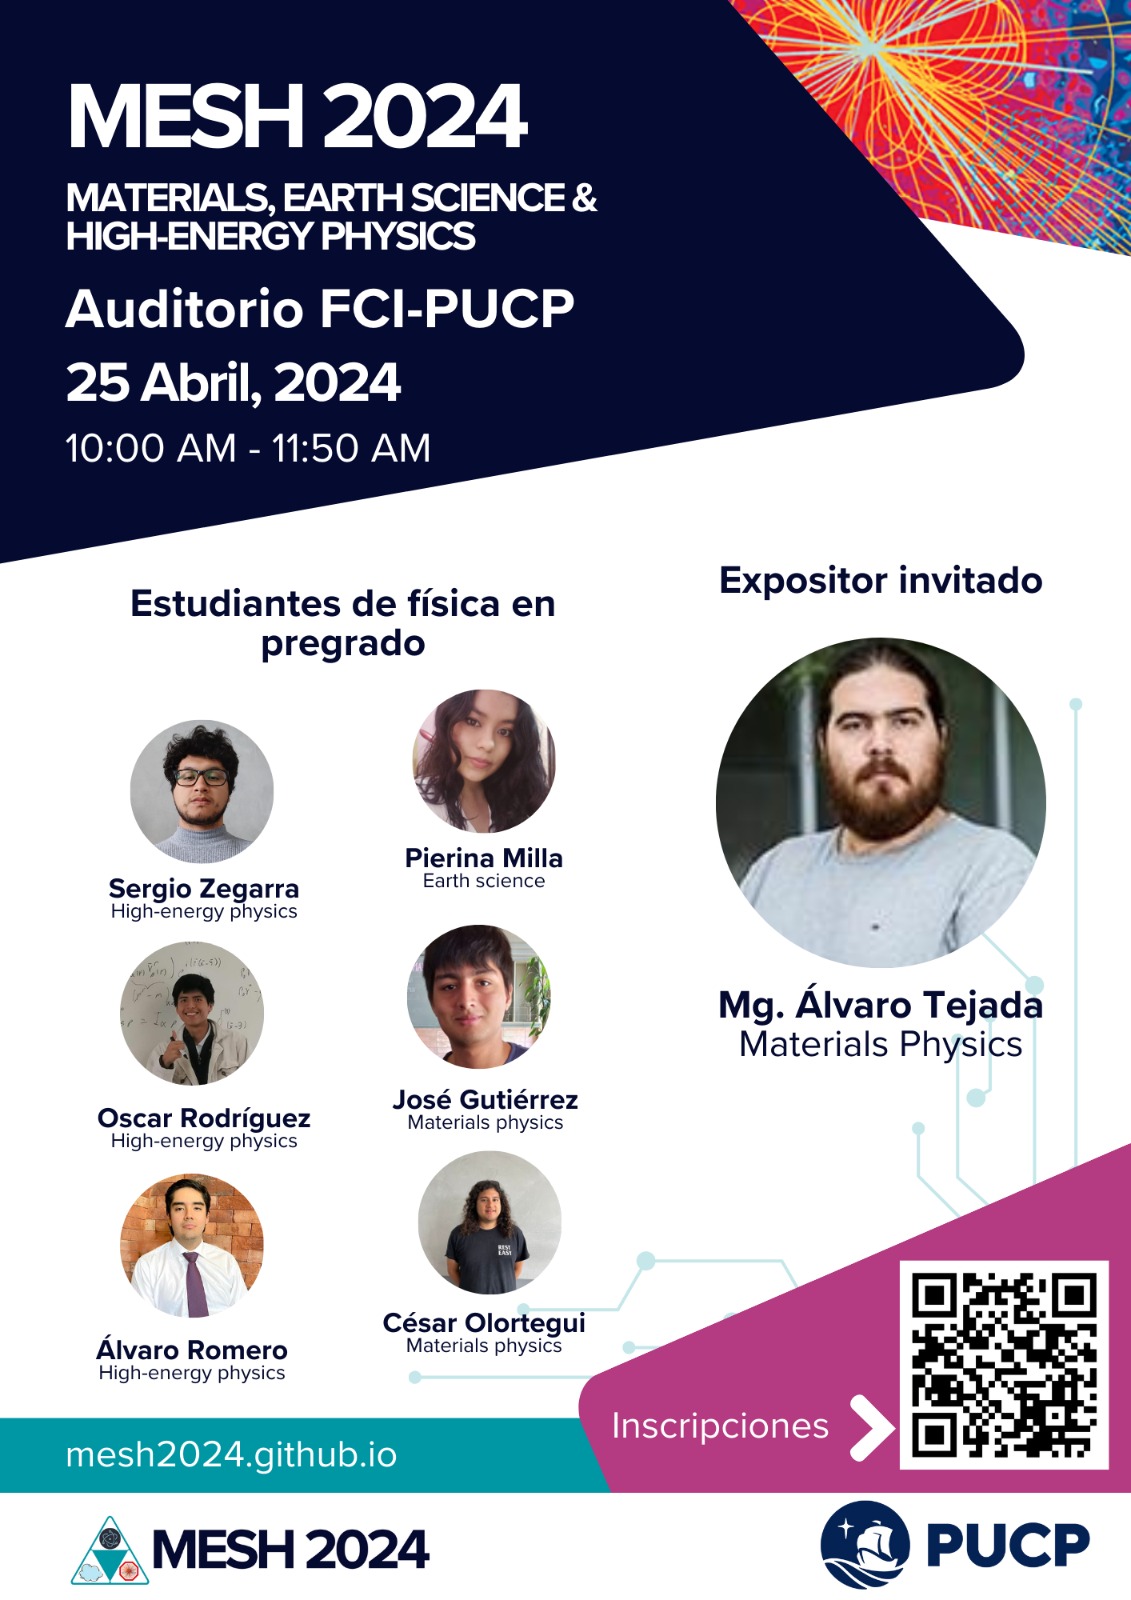 MESH 2024
MATERIALS, EARTH SCIENCE &
HIGH-ENERGY PHYSICS
Auditorio FCI-PUCP
25 Abril, 2024
10:00 AM - 11:50 AM
Estudiantes de física en
pregrado
Sergio Zegarra
High-energy physics
Pierina Milla
Earth science
Oscar Rodríguez
High-energy physics
José Gutiérrez
Materials physics
Álvaro Romero
High-energy physics
César Olortegui
Materials physics
Expositor invitado
Mg. Álvaro Tejada
Materials Physics
Inscripciones
mesh2024.github.io
MESH 2024
PUCP